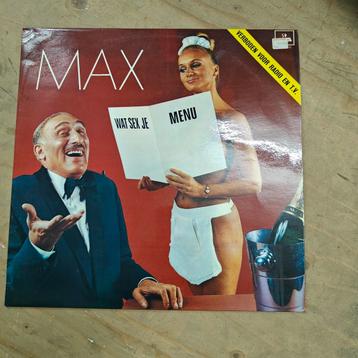 MAX
VERBODEN VOOR RADIO EN T.V.
WAT SEX JE
MENU